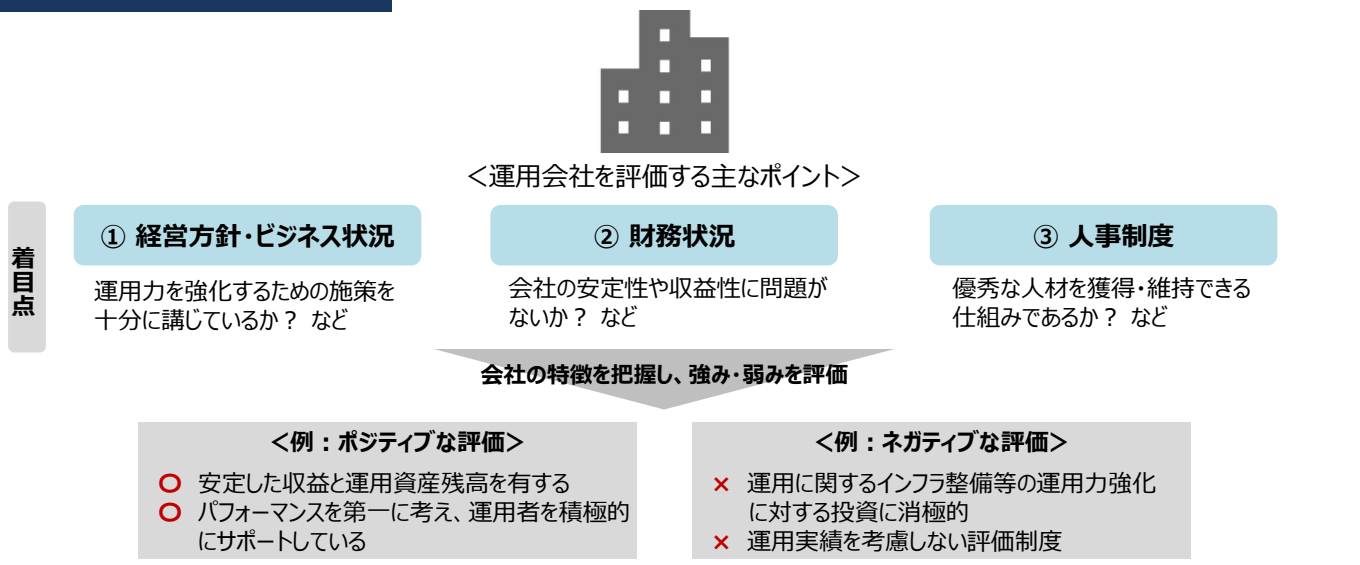 ＜運用会社を評価する主なポイント＞
着目点
① 経営方針・ビジネス状況
運用力を強化するための施策を
十分に講じているか？ など
② 財務状況
会社の安定性や収益性に問題が
ないか？ など
③ 人事制度
優秀な人材を獲得・維持できる
仕組みであるか？ など
会社の特徴を把握し、強み・弱みを評価
＜例：ポジティブな評価＞
○ 安定した収益と運用資産残高を有する
○ パフォーマンスを第一に考え、運用者を積極的
にサポートしている
＜例：ネガティブな評価＞
× 運用に関するインフラ整備等の運用力強化
に対する投資に消極的
× 運用実績を考慮しない評価制度